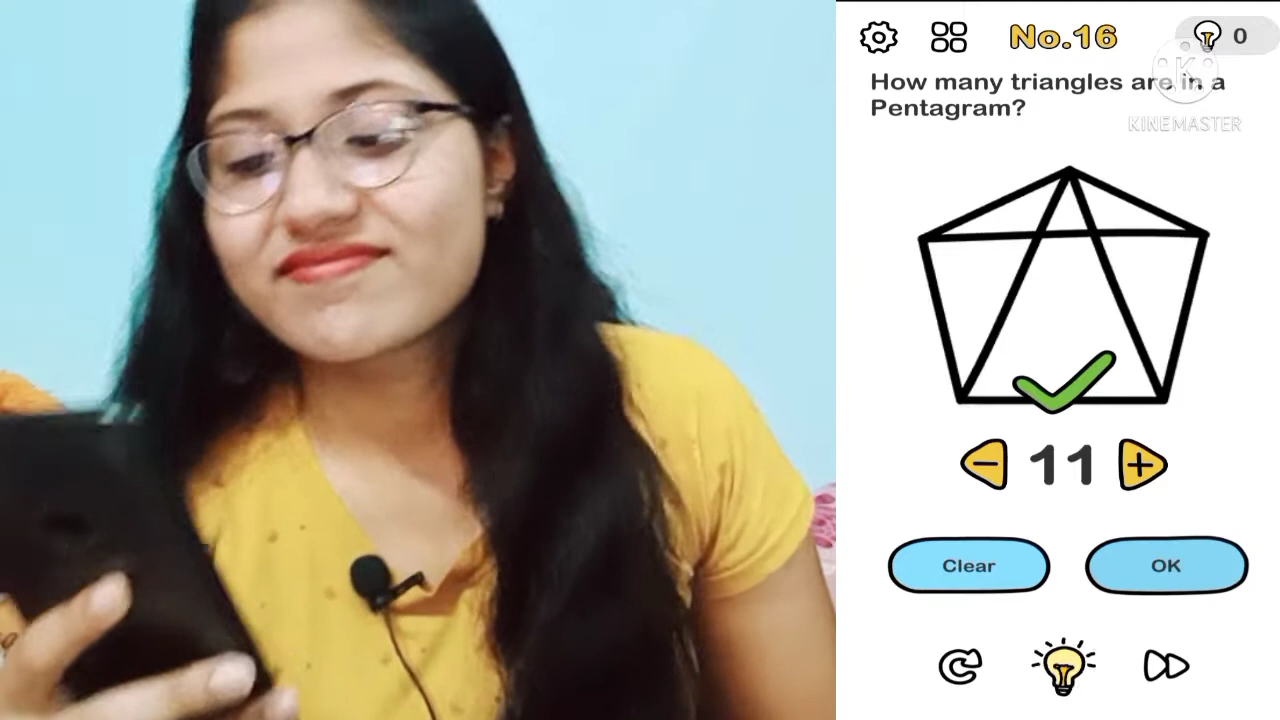 No.16
0
How many triangles are in a
Pentagram?
K
KINEMASTER
11
Clear
OK